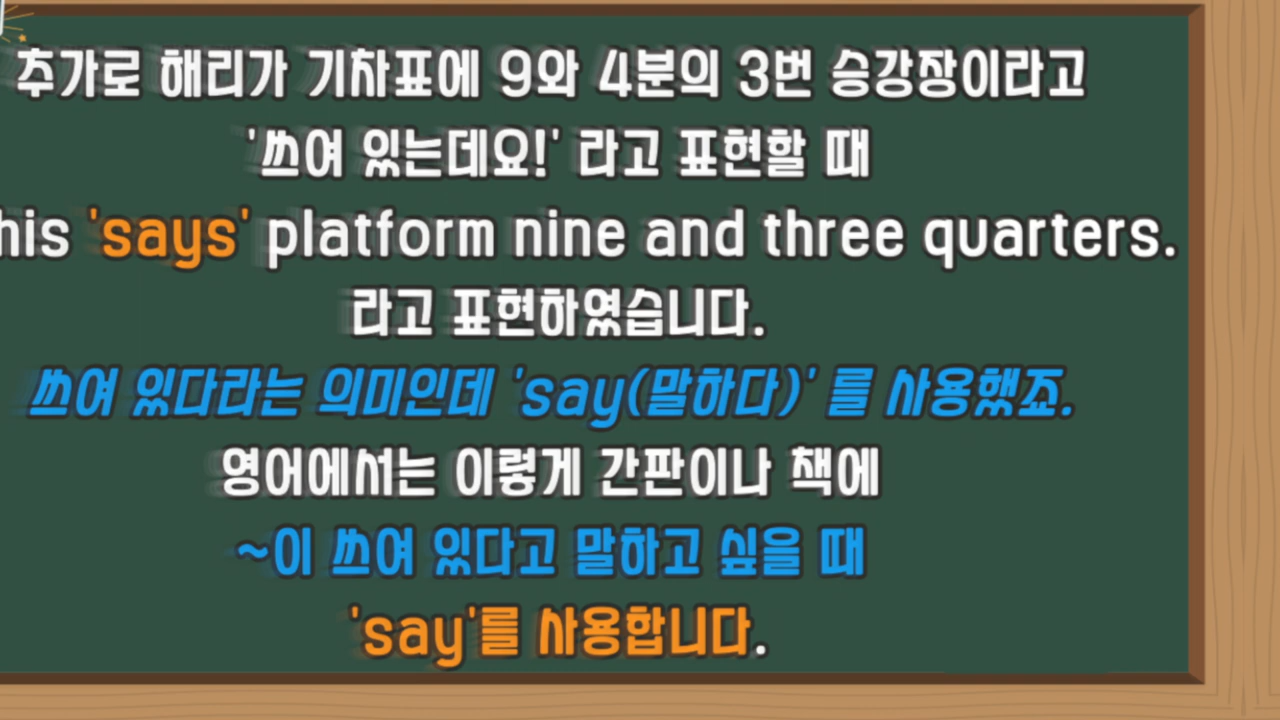 추가로 해리가 기차표에 9와 4분의 3번 승강장이라고
'쓰여 있는데요!' 라고 표현할 때
his 'says' platform nine and three quarters.
라고 표현하였습니다.
쓰여 있다라는 의미인데 'say(말하다)' 를 사용했죠.
영어에서는 이렇게 간판이나 책에
~이 쓰여 있다고 말하고 싶을 때
'say'를 사용합니다.